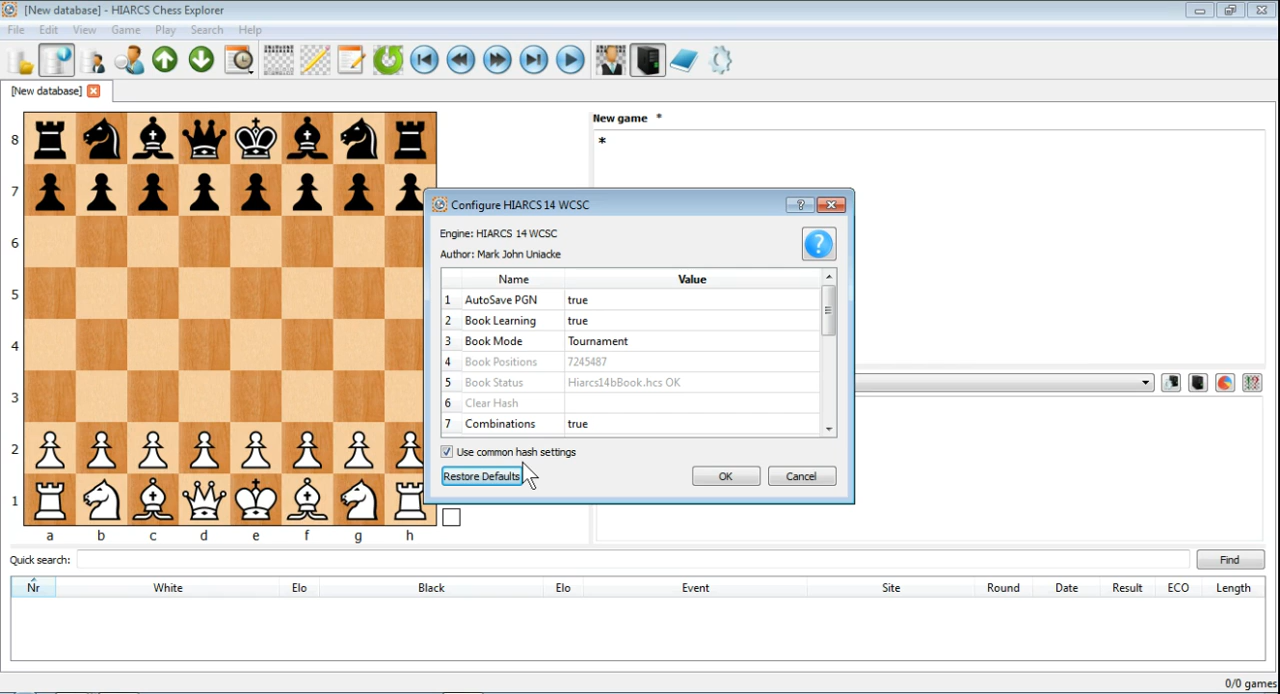 [New database] - HIARCS Chess Explorer
File Edit View Game Play Search Help
[New database]
8
7
6
5
4
3
2
1
a b c d e f g h
New game *
*
Configure HIARCS 14 WCSC
Engine: HIARCS 14 WCSC
Author: Mark John Uniacke
Name Value
1 AutoSave PGN true
2 Book Learning true
3 Book Mode Tournament
4 Book Positions 7245487
5 Book Status Hiarcs14bBook.hcs OK
6 Clear Hash
7 Combinations true
Use common hash settings
Restore Defaults OK Cancel
Quick search: Find
Nr White Elo Black Elo Event Site Round Date Result ECO Length
0/0 games